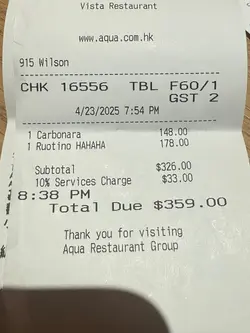 Vista Restaurant
www.aqua.com.hk
915 Wilson
CHK 16556 TBL F60/1
GST 2
4/23/2025 7:54 PM
1 Carbonara 148.00
1 Ruotino HAHAHA 178.00
Subtotal $326.00
10% Services Charge $33.00
8:38 PM
Total Due $359.00
Thank you for visiting
Aqua Restaurant Group